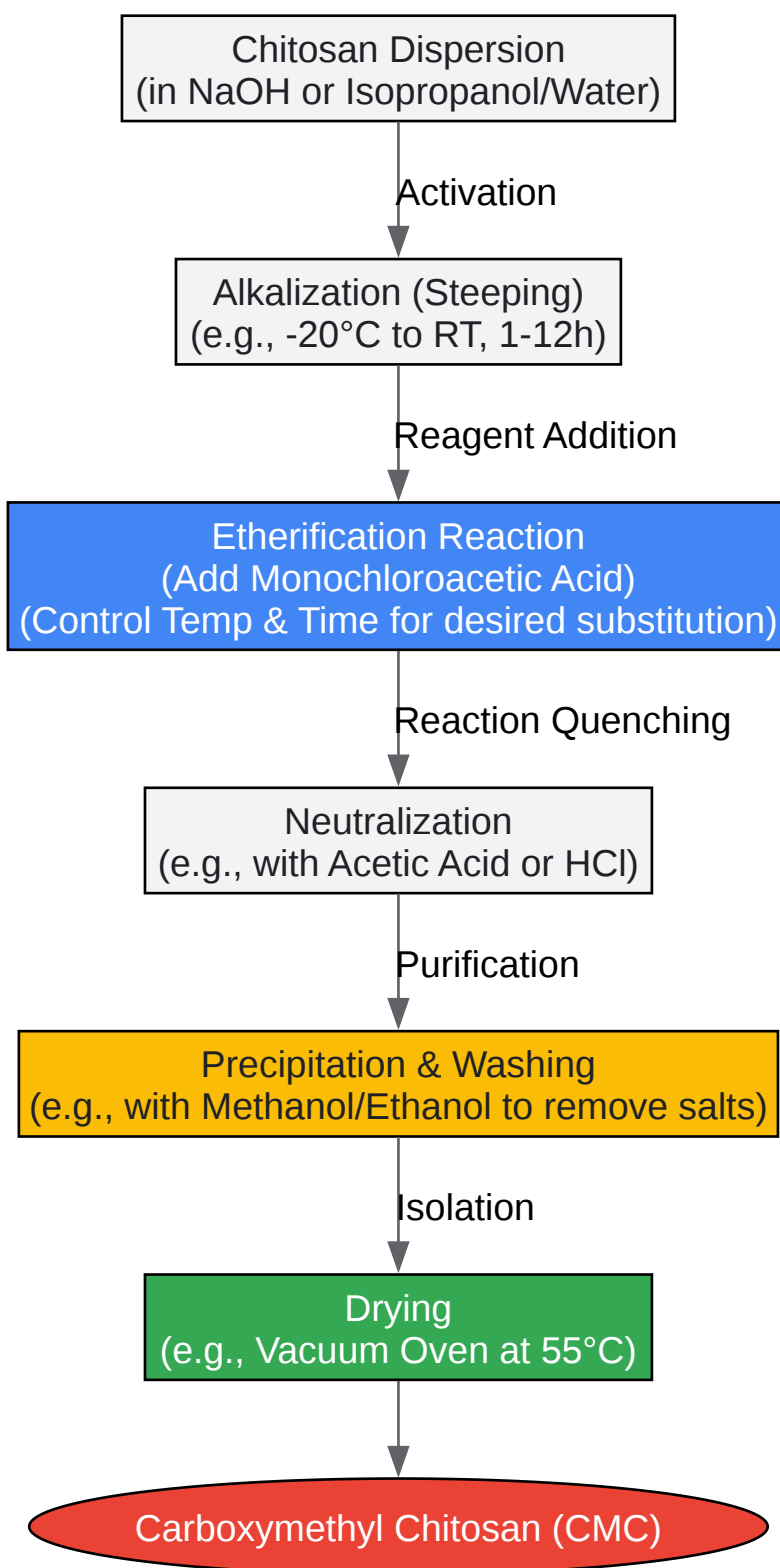 Chitosan Dispersion
(in NaOH or Isopropanol/Water)
Activation
Alkalization (Steeping)
(e.g., -20°C to RT, 1-12h)
Reagent Addition
Etherification Reaction
(Add Monochloroacetic Acid)
(Control Temp & Time for desired substitution)
Reaction Quenching
Neutralization
(e.g., with Acetic Acid or HCl)
Purification
Precipitation & Washing
(e.g., with Methanol/Ethanol to remove salts)
Isolation
Drying
(e.g., Vacuum Oven at 55°C)
Carboxymethyl Chitosan (CMC)